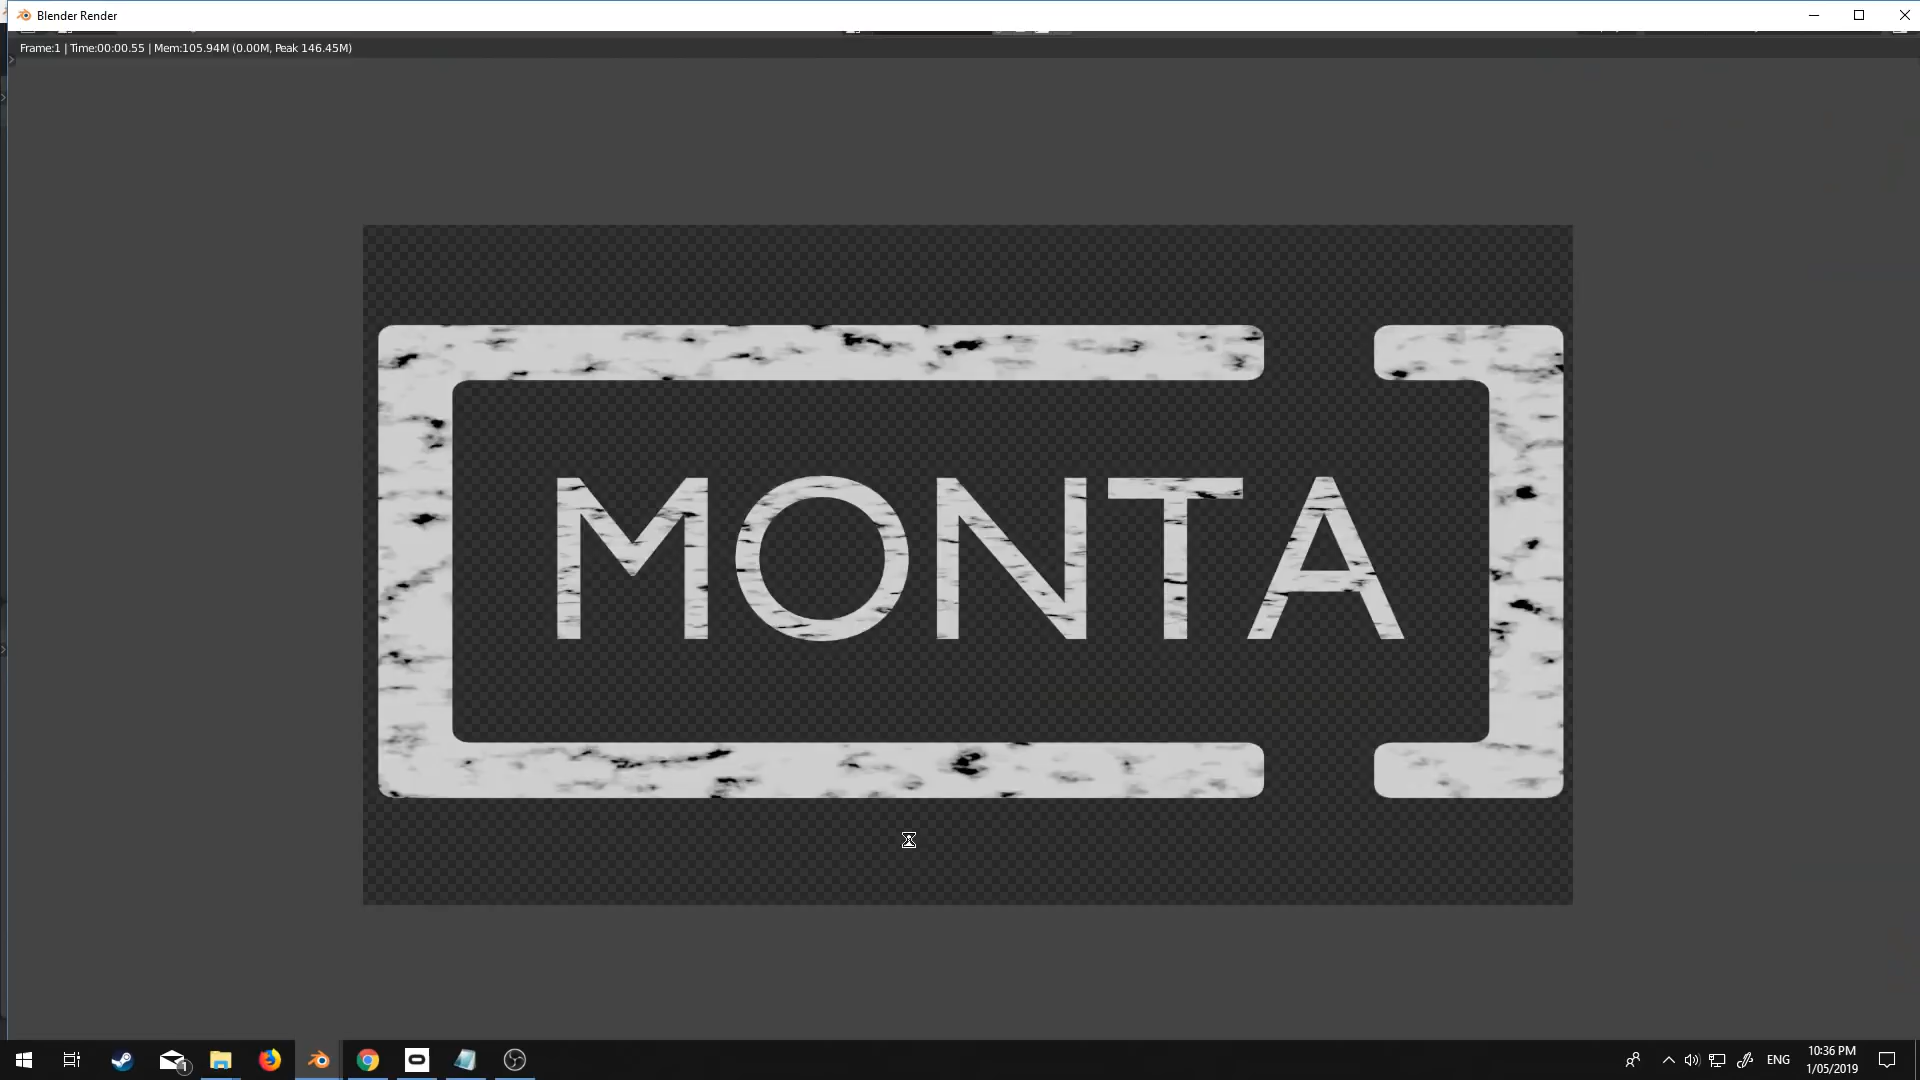 Blender Render
Frame:1 | Time:00:00.55 | Mem:105.94M (0.00M, Peak 146.45M)
MONTA
1
ENG
10:36 PM
1/05/2019